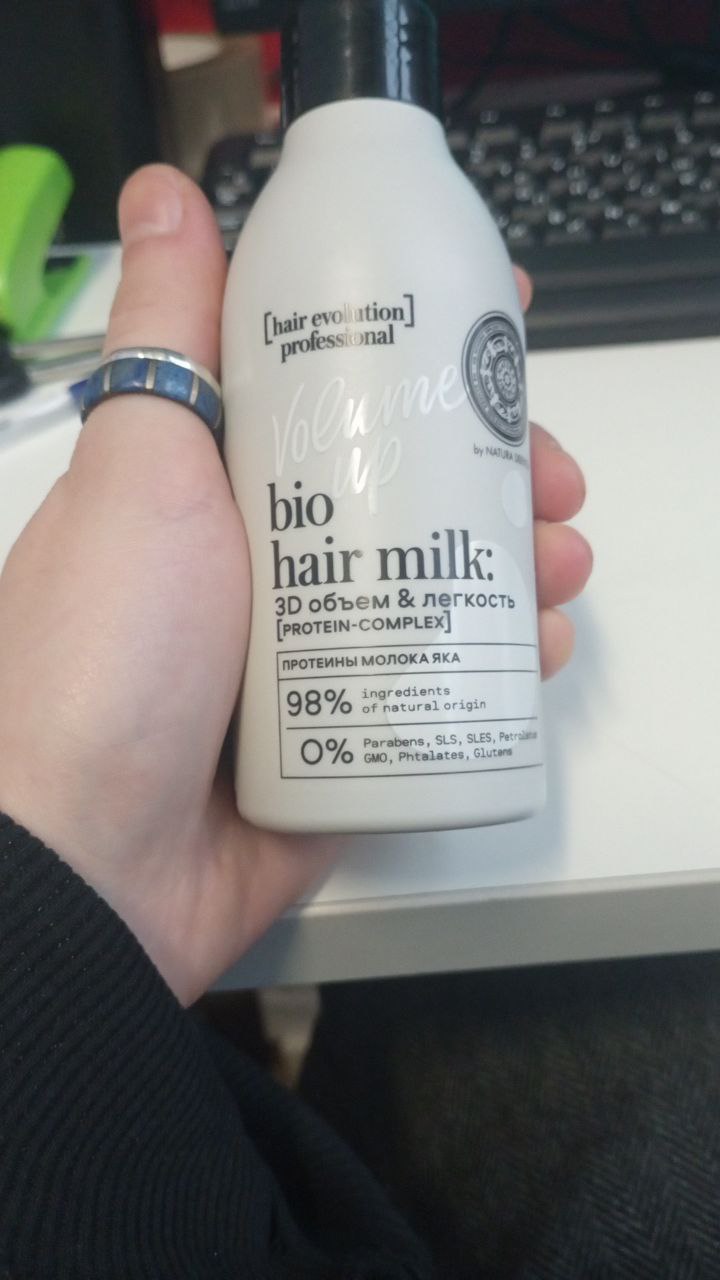 [hair evolution]
professional
Volume
up
by NATURA
bio
hair milk:
3D объем & легкость
[PROTEIN-COMPLEX]
ПРОТЕИНЫ МОЛОКА ЯКА
98% ingredients
of natural origin
0% Parabens, SLS, SLES,
GMO, Phtalates, Glutens